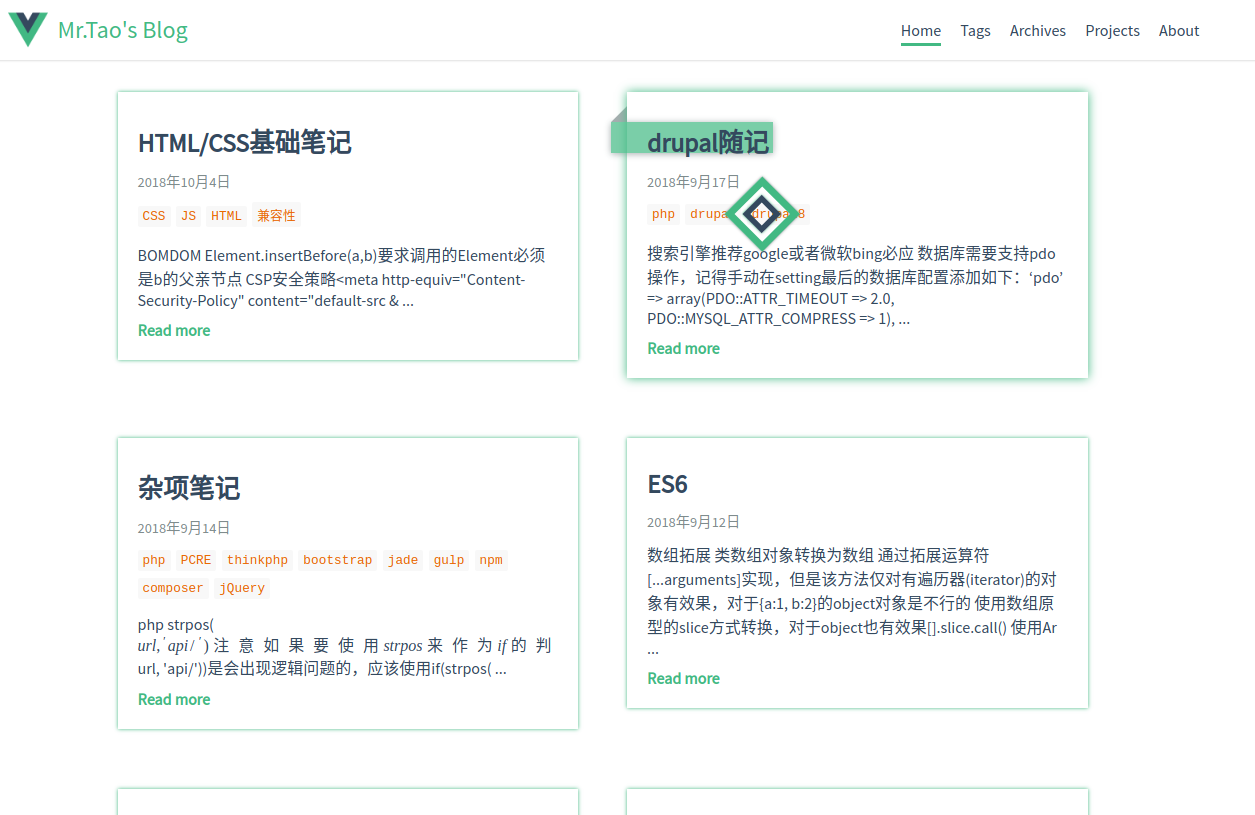 Mr.Tao's Blog
Home Tags Archives Projects About
HTML/CSS基础笔记
2018年10月4日
CSS JS HTML 兼容性
BOMDOM Element.insertBefore(a,b)要求调用的Element必须
是b的父亲节点 CSP安全策略<meta http-equiv="Content-
Security-Policy" content="default-src & ...
Read more
drupal随记
2018年9月17日
php
搜索引擎推荐google或者微软bing必应 数据库需要支持pdo
操作，记得手动在setting最后的数据库配置添加如下：‘pdo’
=> array(PDO::ATTR_TIMEOUT => 2.0,
PDO::MYSQL_ATTR_COMPRESS => 1), ...
Read more
杂项笔记
2018年9月14日
php PCRE thinkphp bootstrap jade gulp npm
composer jQuery
php strpos(
url,′api/′)注意如果要使用strpos来作为if的判
url, 'api/'))是会出现逻辑问题的，应该使用if(strpos( ...
Read more
ES6
2018年9月12日
数组拓展 类数组对象转换为数组 通过拓展运算符
[...arguments]实现，但是该方法仅对有遍历器(iterator)的对
象有效果，对于{a:1, b:2}的object对象是不行的 使用数组原
型的slice方式转换，对于object也有效果[].slice.call() 使用Ar
...
Read more